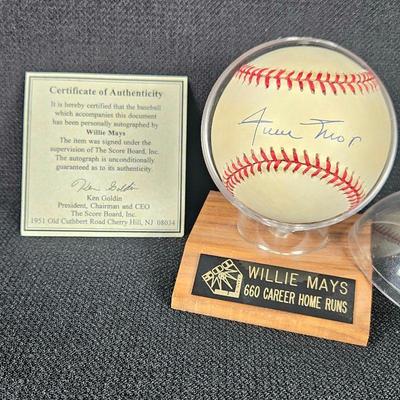 Certificate of Authenticity
It is hereby certified that the baseball
which accompanies this document
has been personally autographed by
Willie Mays
The item was signed under the
supervision of The Score Board, Inc.
The autograph is unconditionally
guaranteed as to its authenticity.
Ken Goldin
Ken Goldin
President, Chairman and CEO
The Score Board, Inc.
1951 Old Cuthbert Road Cherry Hill, NJ 08034
Willie Mays
WILLIE MAYS
660 CAREER HOME RUNS